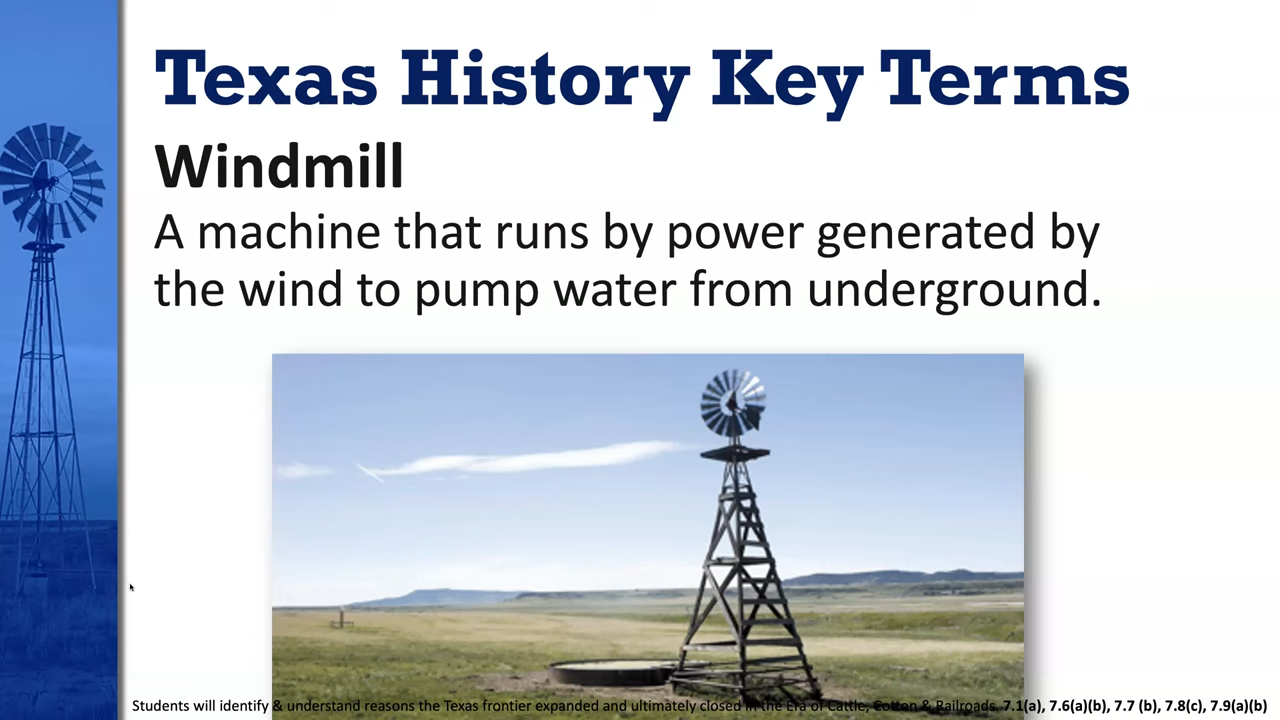 Texas History Key Terms
Windmill
A machine that runs by power generated by
the wind to pump water from underground.
Students will identify & understand reasons the Texas frontier expanded and ultimately closed in the Era of Cattle, Cotton & Railroads. 7.1(a), 7.6(a)(b), 7.7 (b), 7.8(c), 7.9(a)(b)